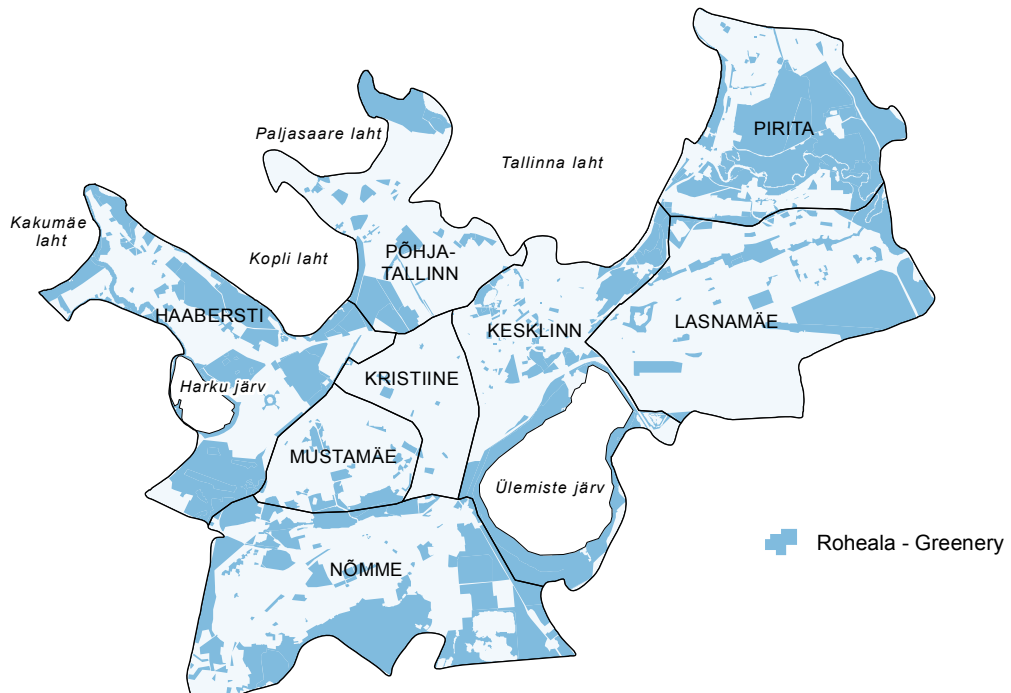 PIRITA
Paljasaare laht
Tallinna laht
Kakumäe
laht
Kopli laht
PÕHJA-
TALLINN
HAABERSTI
KESKLINN
LASNAMÄE
KRISTIINE
Harku järv
MUSTAMÄE
Ülemiste järv
Roheala - Greenery
NÕMME